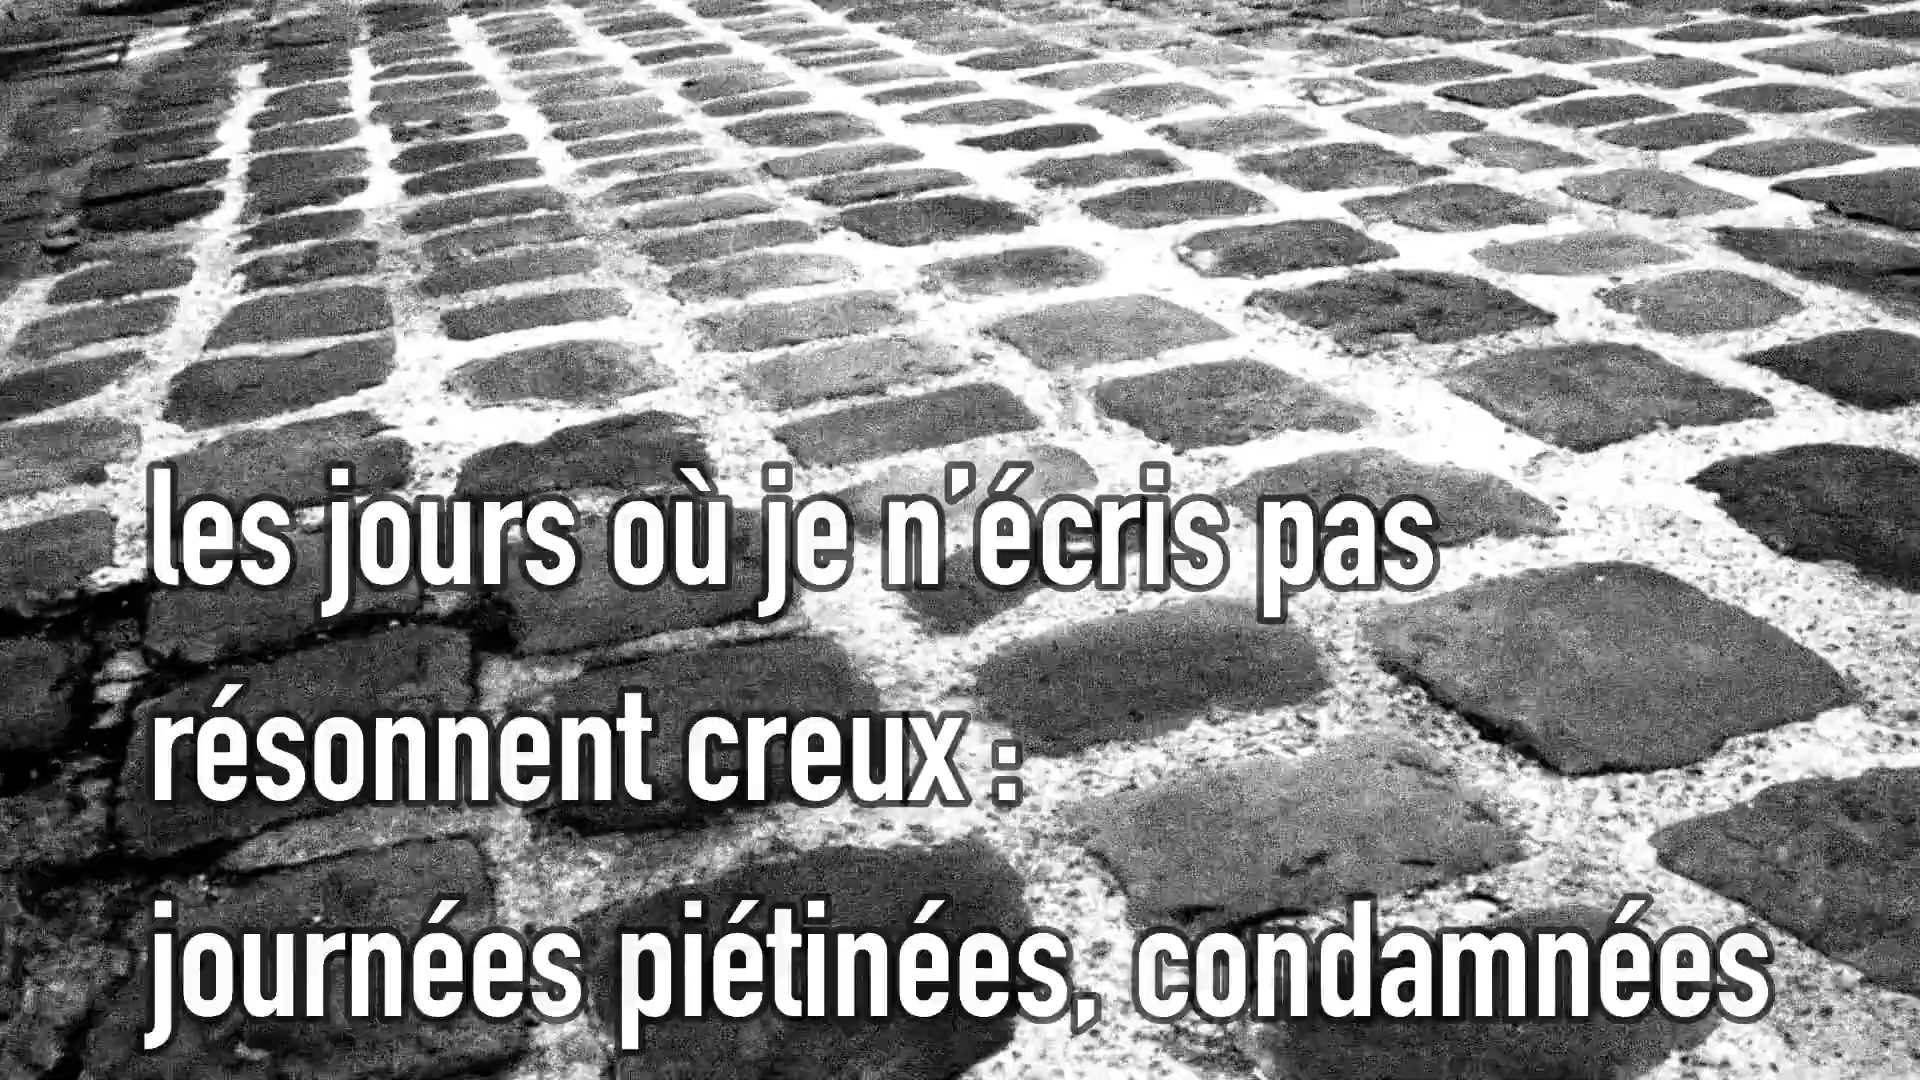 les jours où je n’écris pas
résonnent creux :
journées piétinées, condamnées